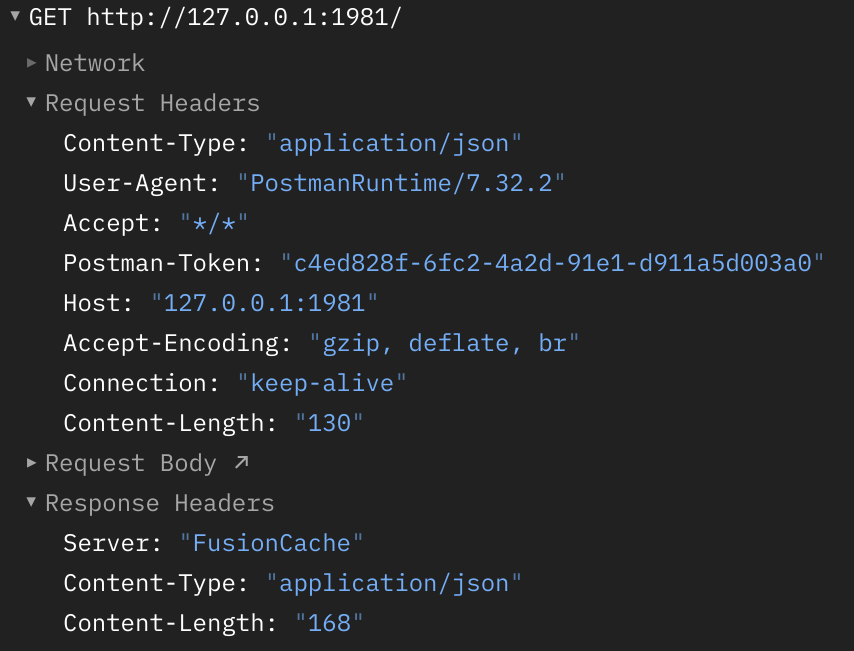 GET http://127.0.0.1:1981/
Network
Request Headers
Content-Type: "application/json"
User-Agent: "PostmanRuntime/7.32.2"
Accept: "*/*"
Postman-Token: "c4ed828f-6fc2-4a2d-91e1-d911a5d003a0"
Host: "127.0.0.1:1981"
Accept-Encoding: "gzip, deflate, br"
Connection: "keep-alive"
Content-Length: "130"
Request Body ↗
Response Headers
Server: "FusionCache"
Content-Type: "application/json"
Content-Length: "168"